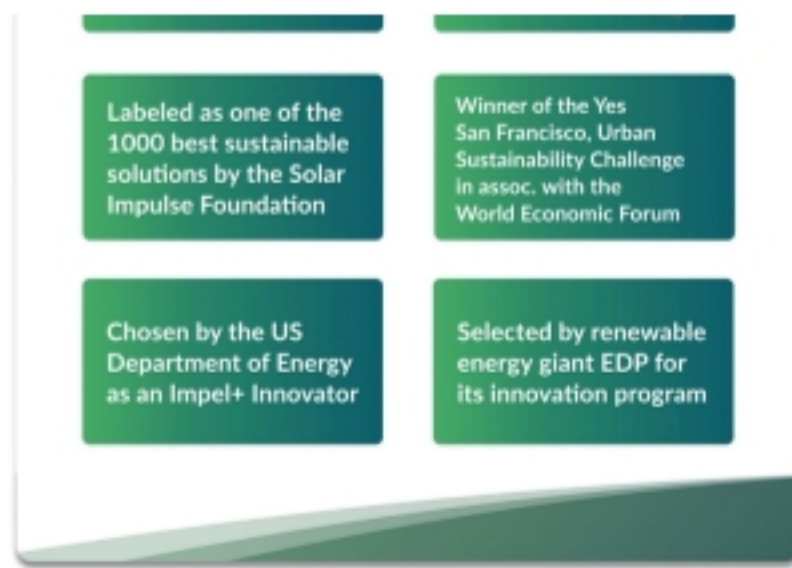 Labeled as one of the
1000 best sustainable
solutions by the Solar
Impulse Foundation
Winner of the Yes
San Francisco, Urban
Sustainability Challenge
in assoc. with the
World Economic Forum
Chosen by the US
Department of Energy
as an Impel+ Innovator
Selected by renewable
energy giant EDP for
its innovation program